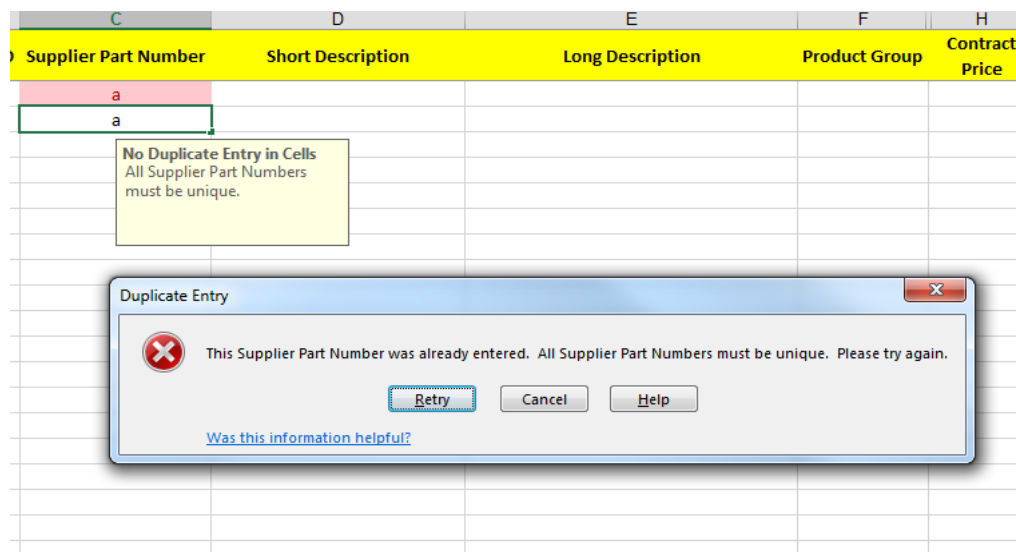 C D E F H
Supplier Part Number Short Description Long Description Product Group Contract Price
a
a
No Duplicate Entry in Cells
All Supplier Part Numbers
must be unique.
Duplicate Entry
This Supplier Part Number was already entered. All Supplier Part Numbers must be unique. Please try again.
Retry Cancel Help
Was this information helpful?